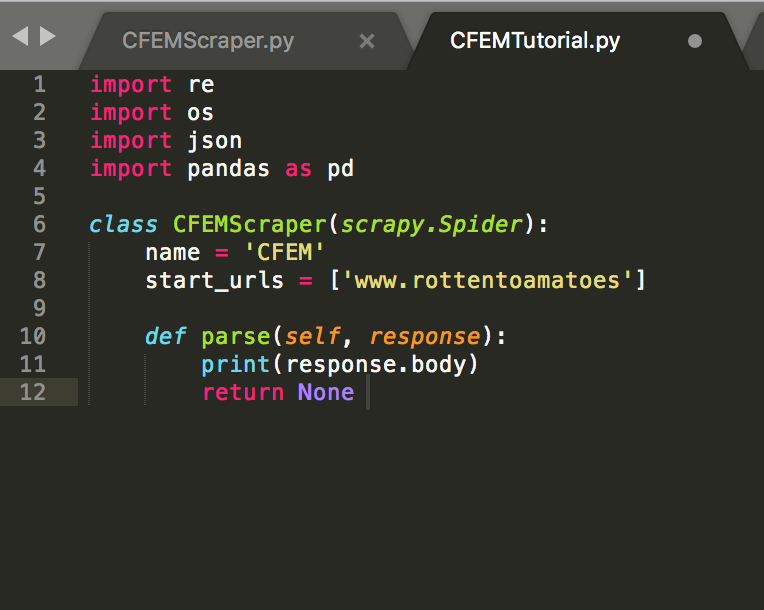 CFEMScraper.py × CFEMTutorial.py
1 import re
2 import os
3 import json
4 import pandas as pd
5
6 class CFEMScraper(scrapy.Spider):
7     name = 'CFEM'
8     start_urls = ['www.rottentoamatoes']
9
10     def parse(self, response):
11         print(response.body)
12         return None